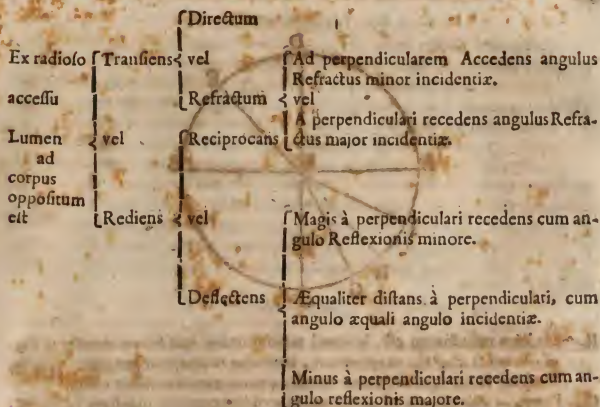 Directum
Ex radioso Transiens vel Ad perpendicularem Accedens angulus
Refractus minor incidentiæ.
accessu Refractum vel
A perpendiculari recedens angulus Refra-
Lumen vel Reciprocans ctus major incidentiæ.
ad
corpus
oppositum
est Rediens vel Magis à perpendiculari recedens cum an-
gulo Reflexionis minore.
Deflectens Æqualiter distans à perpendiculari, cum
angulo æquali angulo incidentiæ.
Minus à perpendiculari recedens cum an-
gulo reflexionis majore.